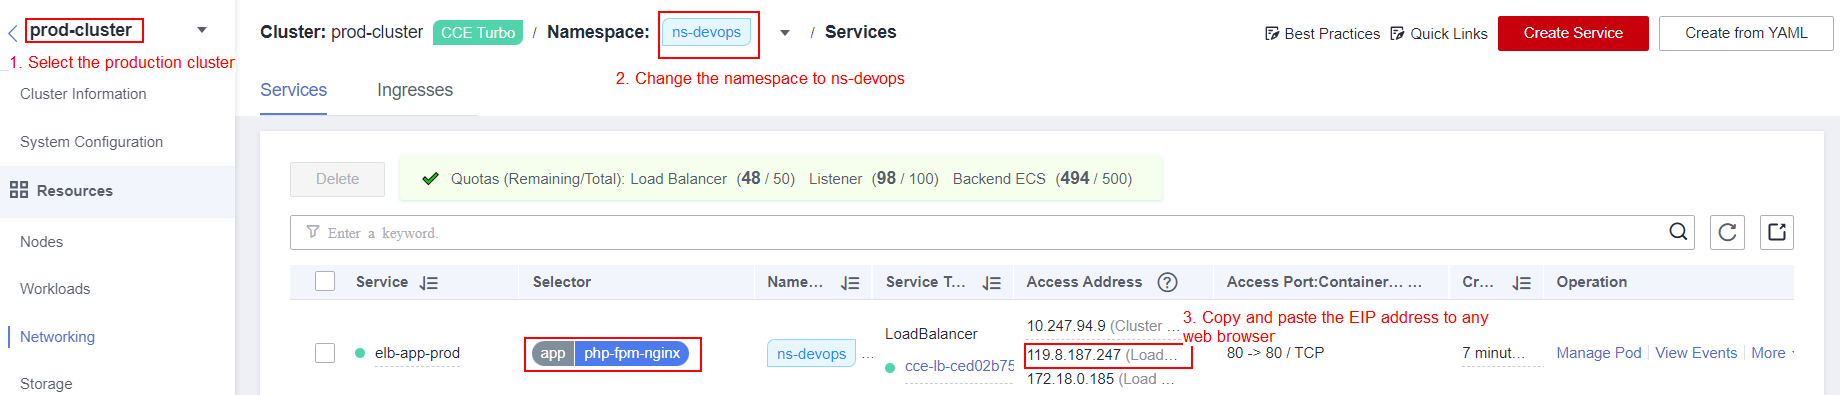 prod-cluster
1. Select the production cluster
Cluster Information
System Configuration
Resources
Nodes
Workloads
Networking
Storage
Cluster: prod-cluster CCE Turbo / Namespace: ns-devops / Services
2. Change the namespace to ns-devops
Best Practices Quick Links Create Service Create from YAML
Services Ingresses
Delete Quotas (Remaining/Total): Load Balancer (48 / 50) Listener (98 / 100) Backend ECS (494 / 500)
Enter a keyword.
Service Selector Name... Service T... Access Address ? Access Port:Container... ... Cr... Operation
elb-app-prod
app php-fpm-nginx
ns-devops ...
LoadBalancer
cce-lb-ced02b75
10.247.94.9 (Cluster ...
119.8.187.247 (Load...
172.18.0.185 (Load ...
3. Copy and paste the EIP address to any
web browser
80 -> 80 / TCP
7 minut...
Manage Pod View Events More